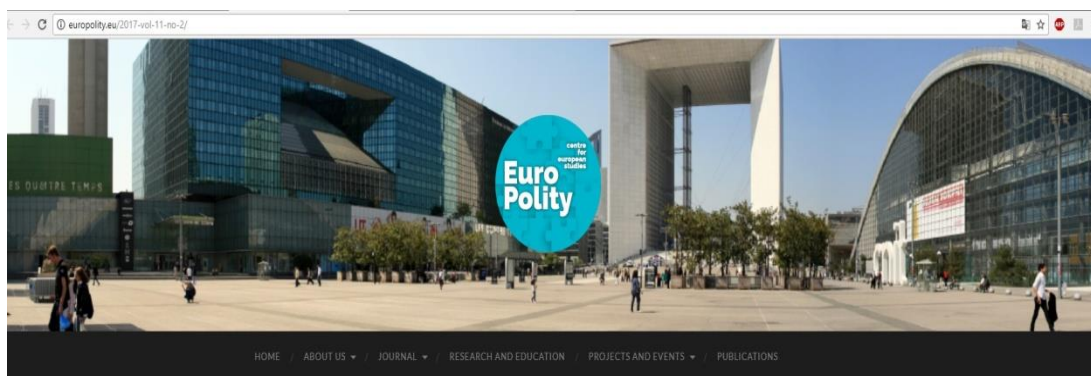 europolity.eu/2017-vol-11-no-2/
ABP
ES QUATRE TEMPS
centre
for
european
studies
Euro
Polity
HOME / ABOUT US / JOURNAL / RESEARCH AND EDUCATION / PROJECTS AND EVENTS / PUBLICATIONS